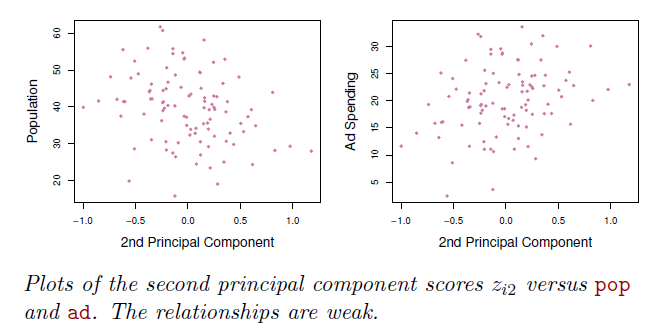 60
50
40
30
20
Population
−1.0 −0.5 0.0 0.5 1.0
2nd Principal Component
30
25
20
15
10
5
Ad Spending
−1.0 −0.5 0.0 0.5 1.0
2nd Principal Component
Plots of the second principal component scores zi2 versus pop
and ad. The relationships are weak.